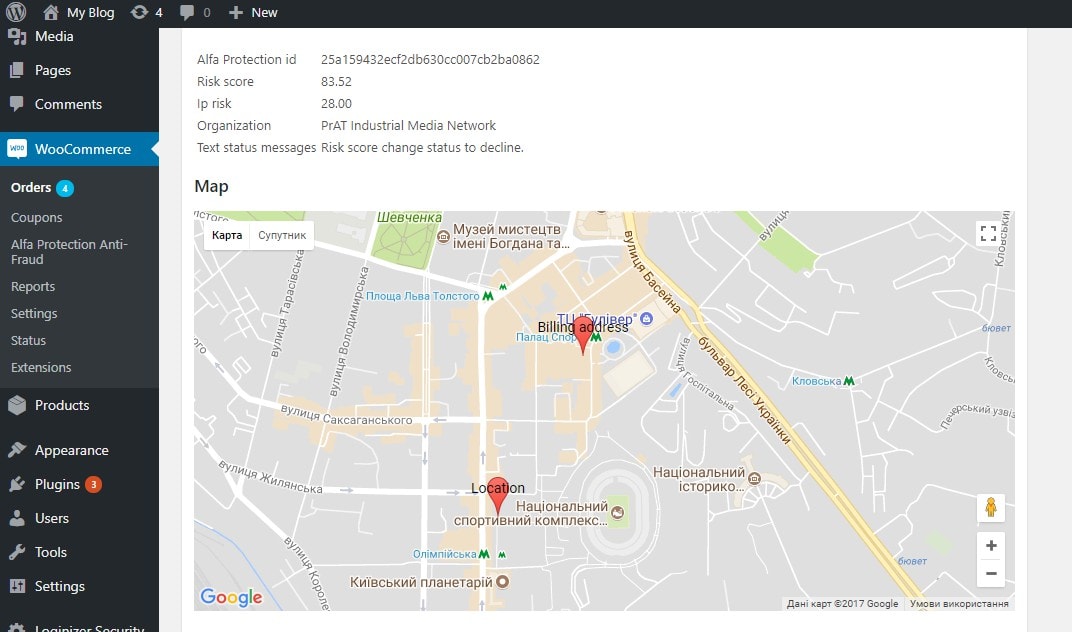 My Blog 4 0 New
Media
Pages
Comments
WooCommerce
Orders 4
Coupons
Alfa Protection Anti-
Fraud
Reports
Settings
Status
Extensions
Products
Appearance
Plugins 3
Users
Tools
Settings
Loginizer Security
Alfa Protection id 25a159432ecf2db630cc007cb2ba0862
Risk score 83.52
Ip risk 28.00
Organization PrAT Industrial Media Network
Text status messages Risk score change status to decline.
Map
Карта Супутник
Шевченка
Музей мистецтв
імені Богдана та...
вулиця Басейна
вулиця
Кловський
вулиця Тарасівська
вулиця Володимирська
Площа Льва Толстого
ТЦ "Гулівер"
Billing address
Палац Спорту
бульвар Лесі Українки
вулиця Госпітальна
Кловська
бювет
Кловський
Печерський узвіз
вулиця Саксаганського
вулиця Жилянська
Location
Національний
спортивний комплекс...
Національний
історико...
Олімпійська
Київський планетарій
вулиця Короле
бювет
Google
Дані карт ©2017 Google Умови використання